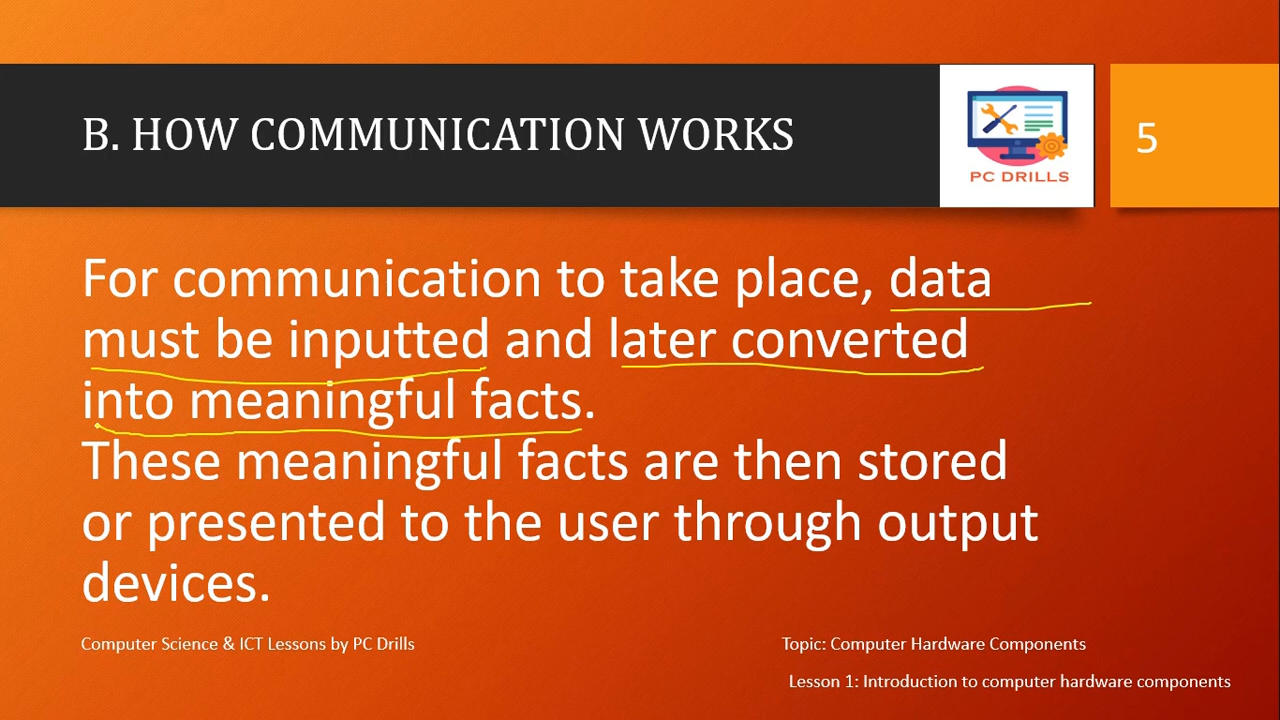 B. HOW COMMUNICATION WORKS
PC DRILLS
5
For communication to take place, data
must be inputted and later converted
into meaningful facts.
These meaningful facts are then stored
or presented to the user through output
devices.
Computer Science & ICT Lessons by PC Drills
Topic: Computer Hardware Components
Lesson 1: Introduction to computer hardware components